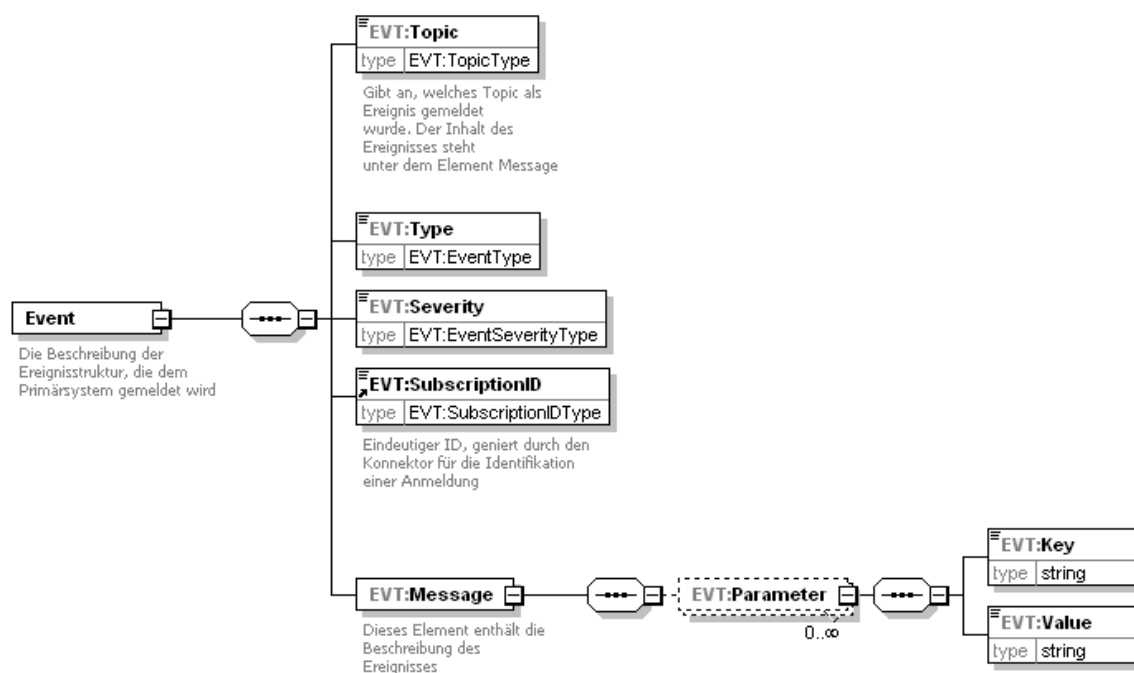 EVT:Topic
type EVT:TopicType
Gibt an, welches Topic als
Ereignis gemeldet
wurde. Der Inhalt des
Ereignisses steht
unter dem Element Message
EVT:Type
type EVT:EventType
Event
Die Beschreibung der
Ereignisstruktur, die dem
Primärsystem gemeldet wird
EVT:Severity
type EVT:EventSeverityType
EVT:SubscriptionID
type EVT:SubscriptionIDType
Eindeutiger ID, geniert durch den
Konnektor für die Identifikation
einer Anmeldung
EVT:Message
Dieses Element enthält die
Beschreibung des
Ereignisses
EVT:Parameter
0..∞
EVT:Key
type string
EVT:Value
type string